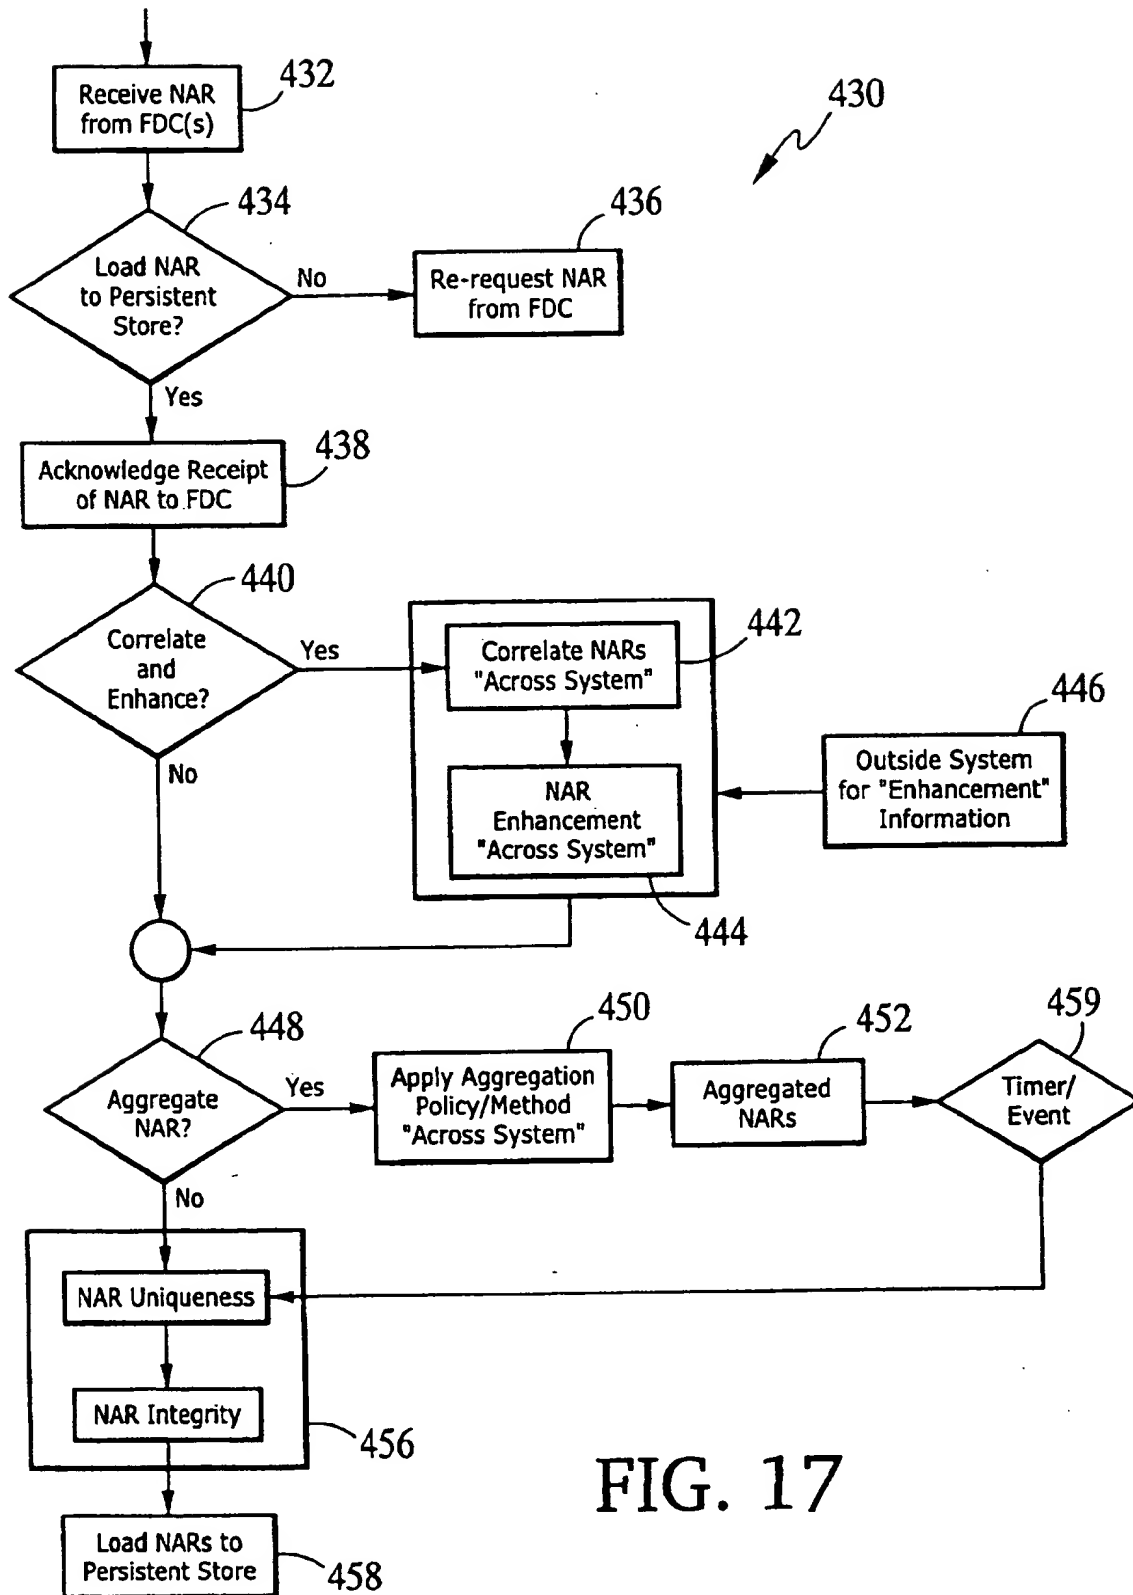 432
Receive NAR
from FDC(s)
430
434
436
Load NAR
to Persistent
Store?
No
Re-request NAR
from FDC
Yes
438
Acknowledge Receipt
of NAR to FDC
440
442
Correlate
and
Enhance?
Yes
Correlate NARs
"Across System"
446
No
NAR
Enhancement
"Across System"
Outside System
for "Enhancement"
Information
444
448
450
452
459
Aggregate
NAR?
Yes
Apply Aggregation
Policy/Method
"Across System"
Aggregated
NARs
Timer/
Event
No
NAR Uniqueness
NAR Integrity
456
FIG. 17
Load NARs to
Persistent Store
458